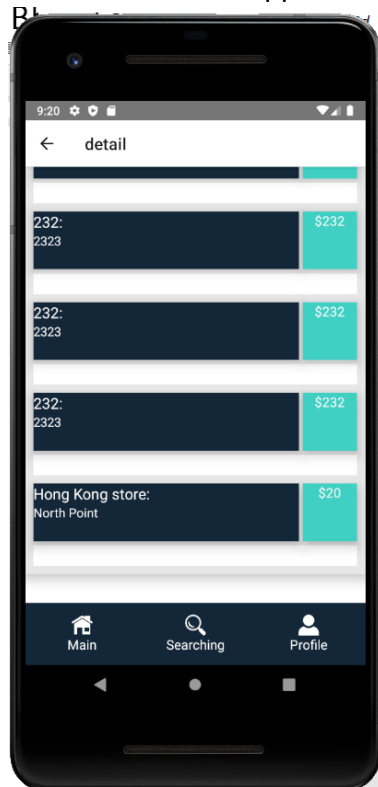 9:20
detail
232:
2323
$232
232:
2323
$232
232:
2323
$232
Hong Kong store:
North Point
$20
Main
Searching
Profile